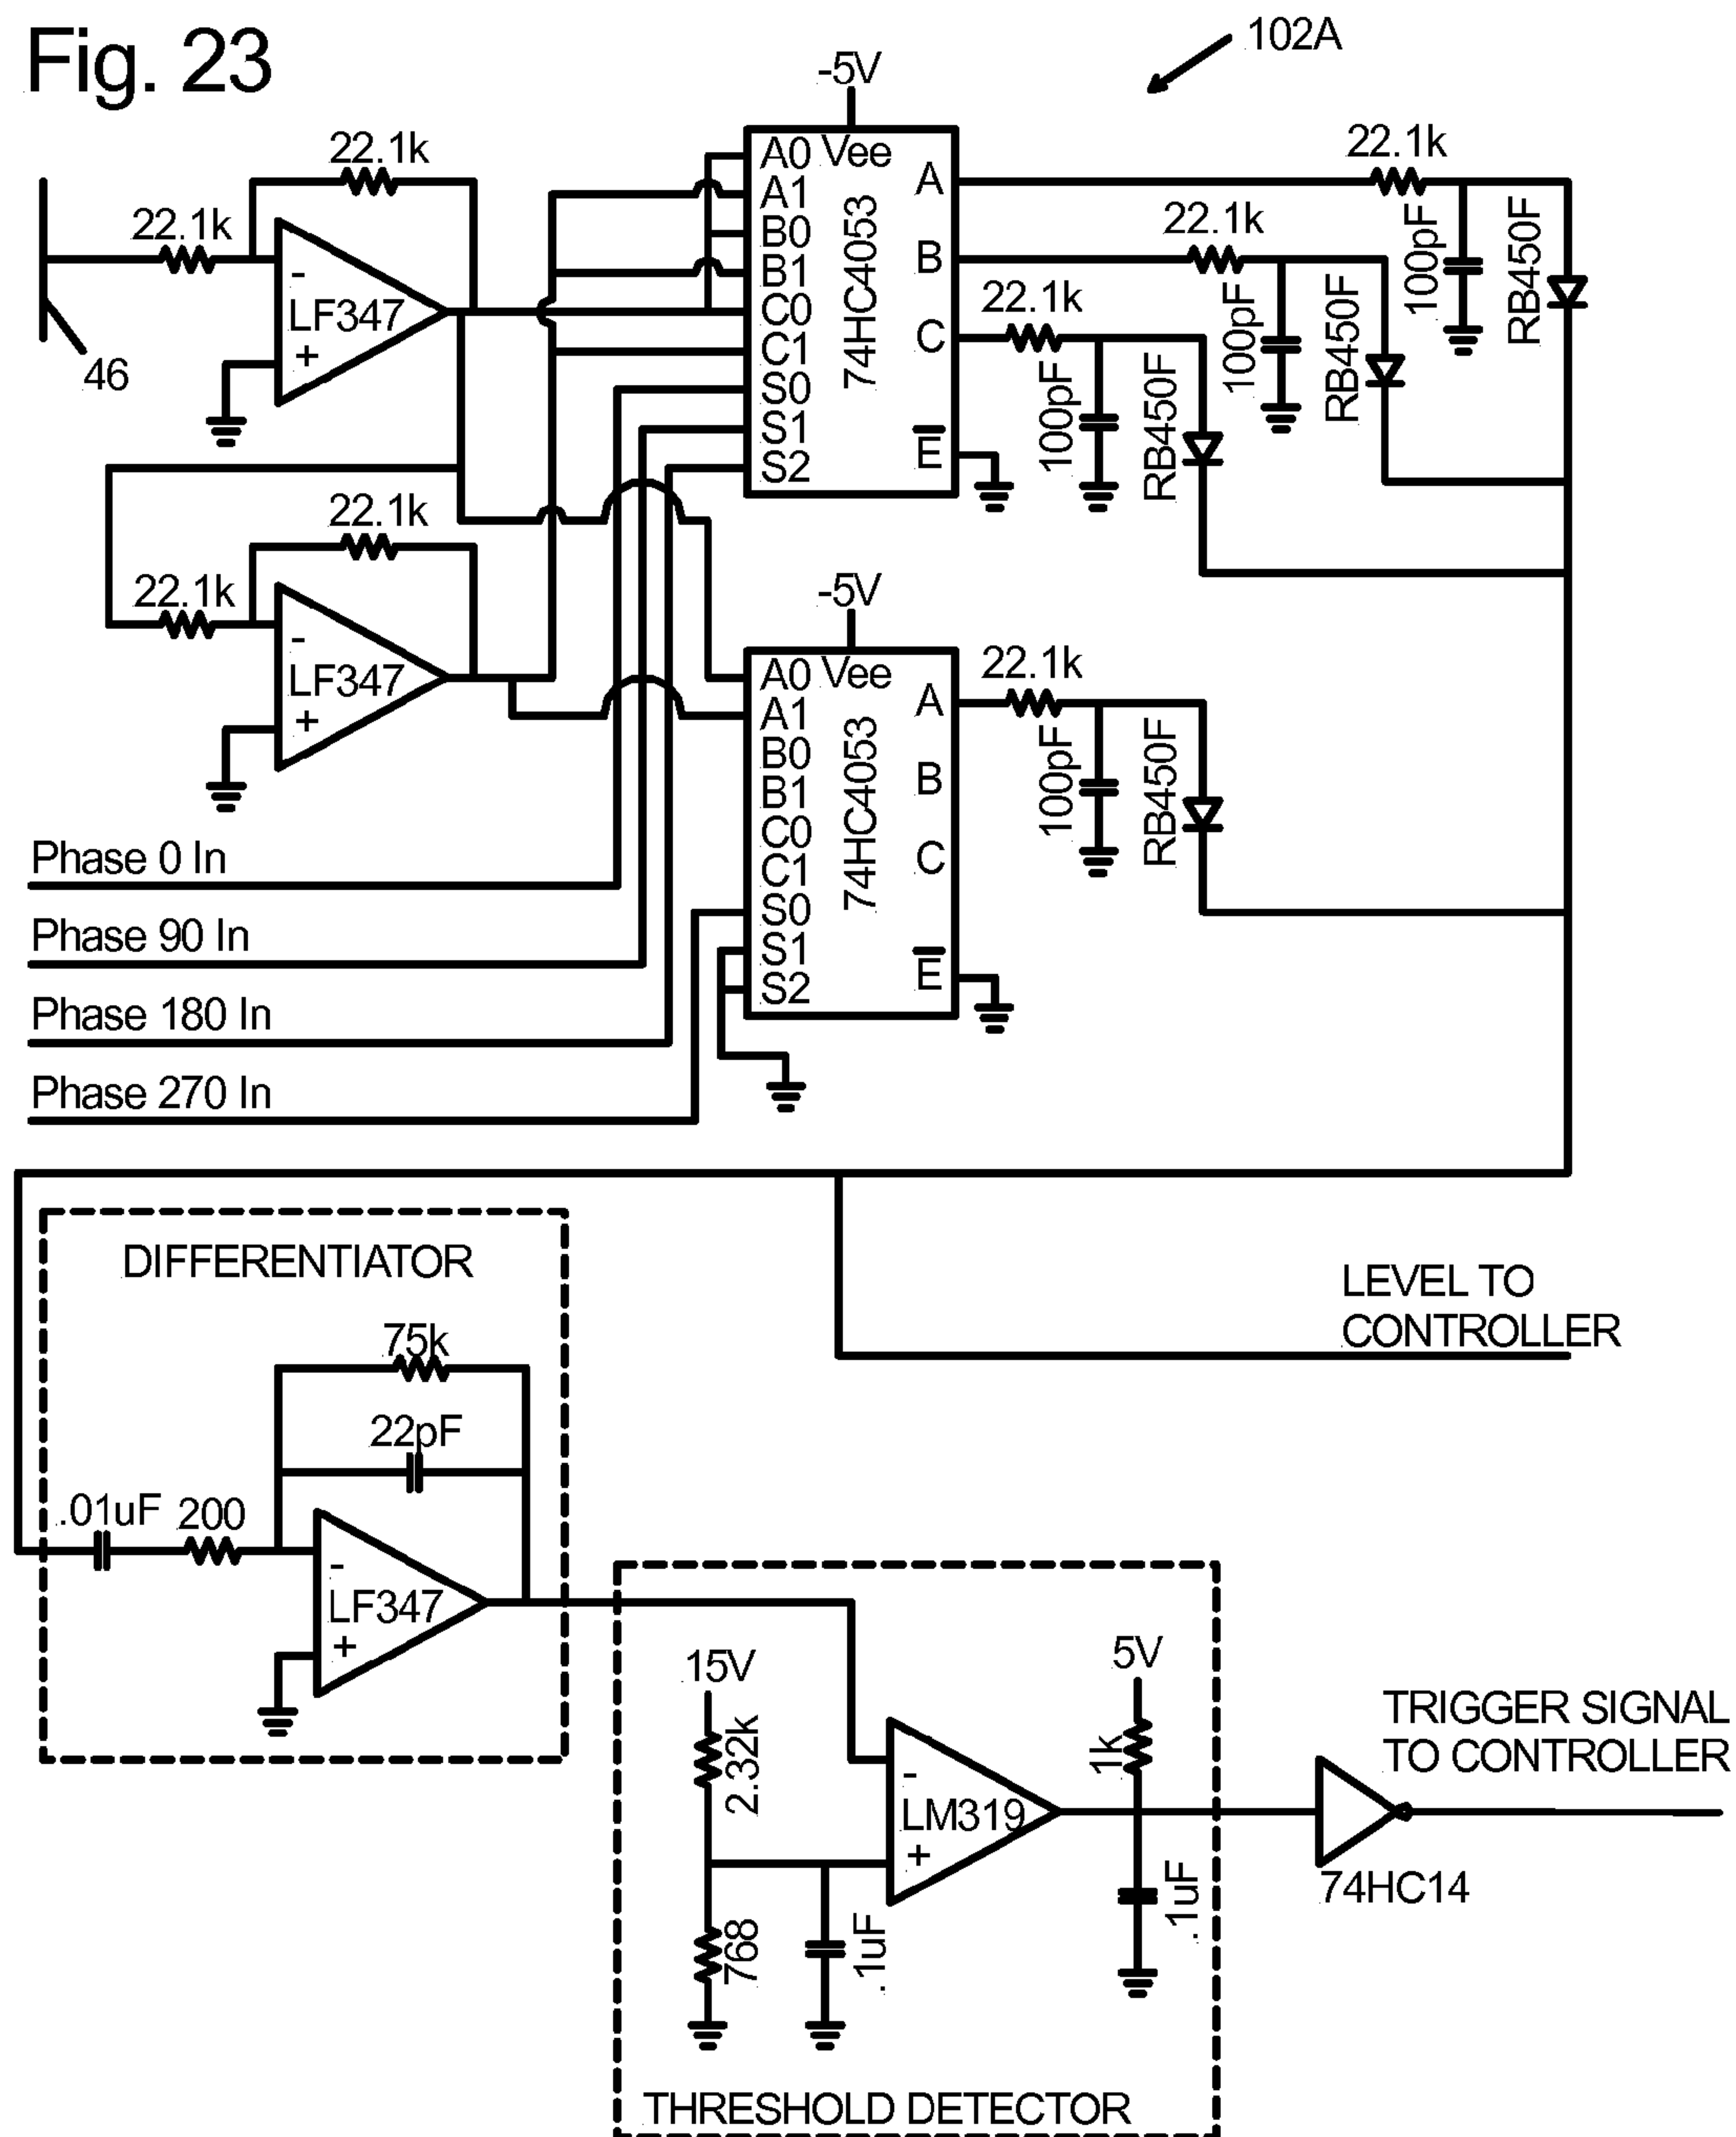 Fig. 23
102A
-5V
22.1k
22.1k
-
LF347
+
46
A0 Vee
A1
B0
B1
C0
C1
S0
S1
S2
74HC4053
A
B
C
E
22.1k
100pF
RB450F
22.1k
100pF
RB450F
22.1k
100pF
RB450F
22.1k
22.1k
-
LF347
+
-5V
A0 Vee
A1
B0
B1
C0
C1
S0
S1
S2
74HC4053
A
B
C
E
22.1k
100pF
RB450F
Phase 0 In
Phase 90 In
Phase 180 In
Phase 270 In
DIFFERENTIATOR
75k
22pF
.01uF 200
-
LF347
+
LEVEL TO
CONTROLLER
15V
2.32k
768
.1uF
-
LM319
+
5V
1k
.1uF
THRESHOLD DETECTOR
74HC14
TRIGGER SIGNAL
TO CONTROLLER